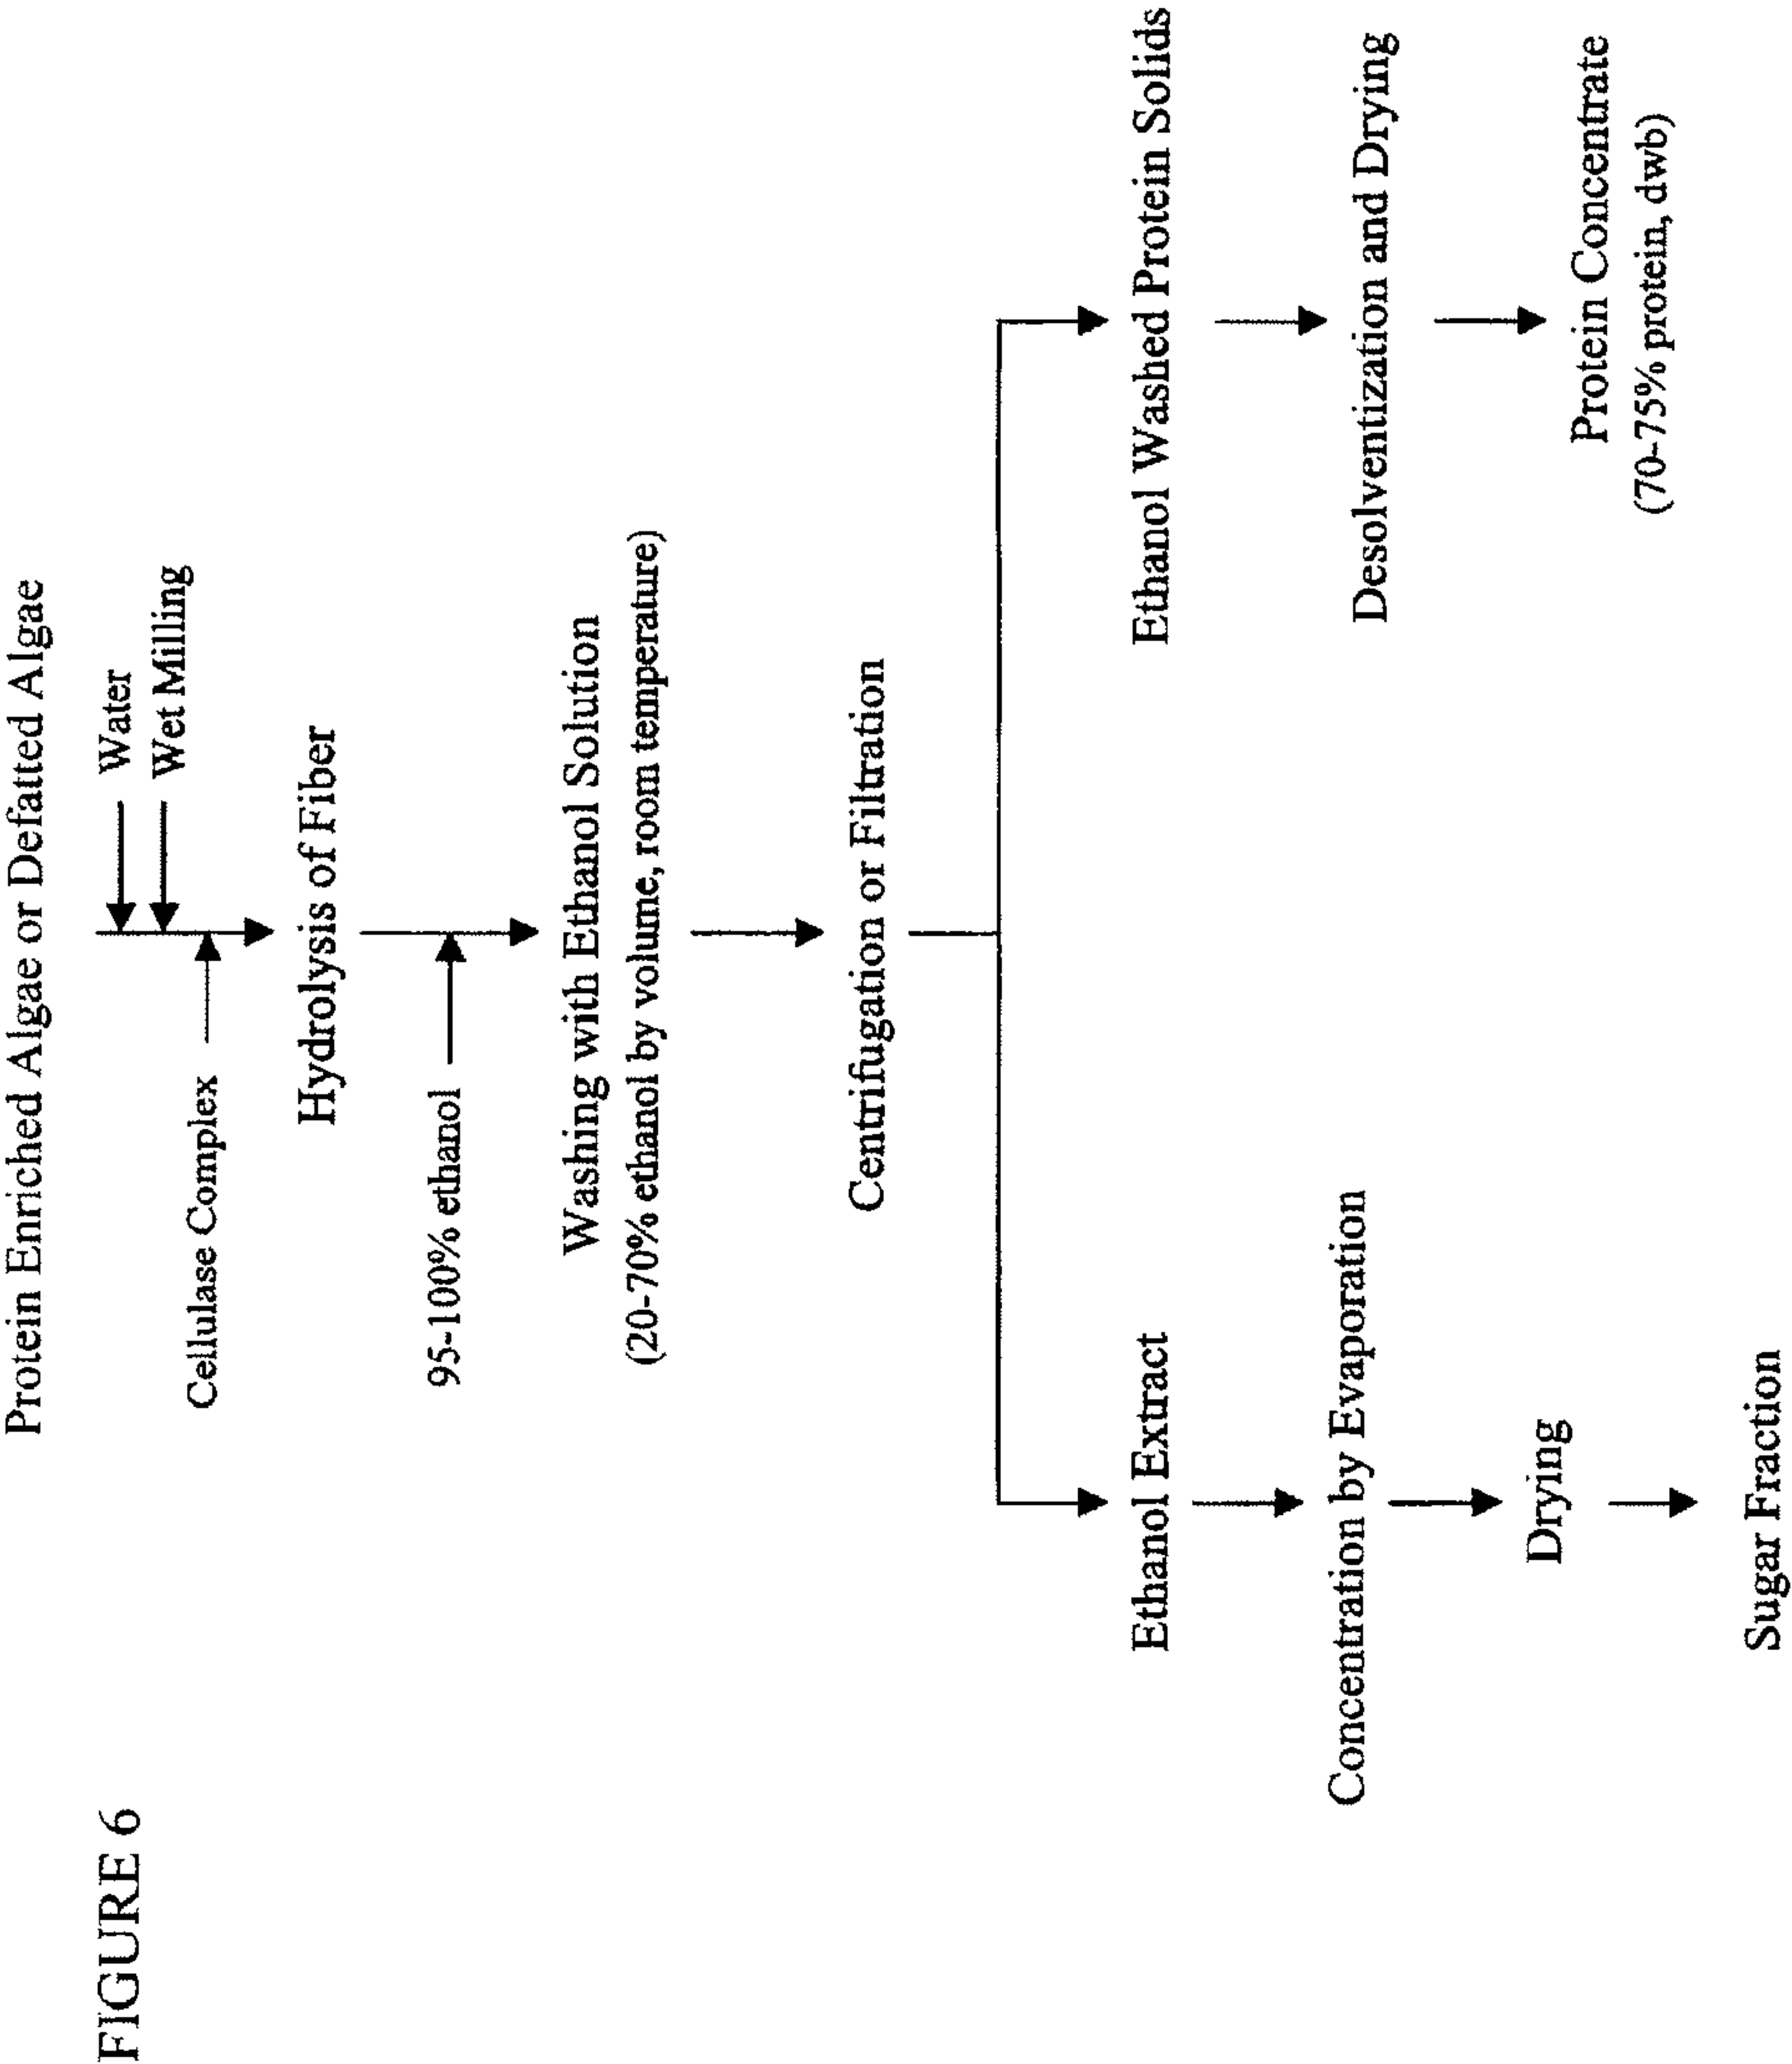 FIGURE 6
Protein Enriched Algae or Defatted Algae
Water
Wet Milling
Cellulase Complex
Hydrolysis of Fiber
95-100% ethanol
Washing with Ethanol Solution
(20-70% ethanol by volume, room temperature)
Centrifugation or Filtration
Ethanol Extract
Ethanol Washed Protein Solids
Concentration by Evaporation
Desolventization and Drying
Drying
Protein Concentrate
(70-75% protein, dwb)
Sugar Fraction